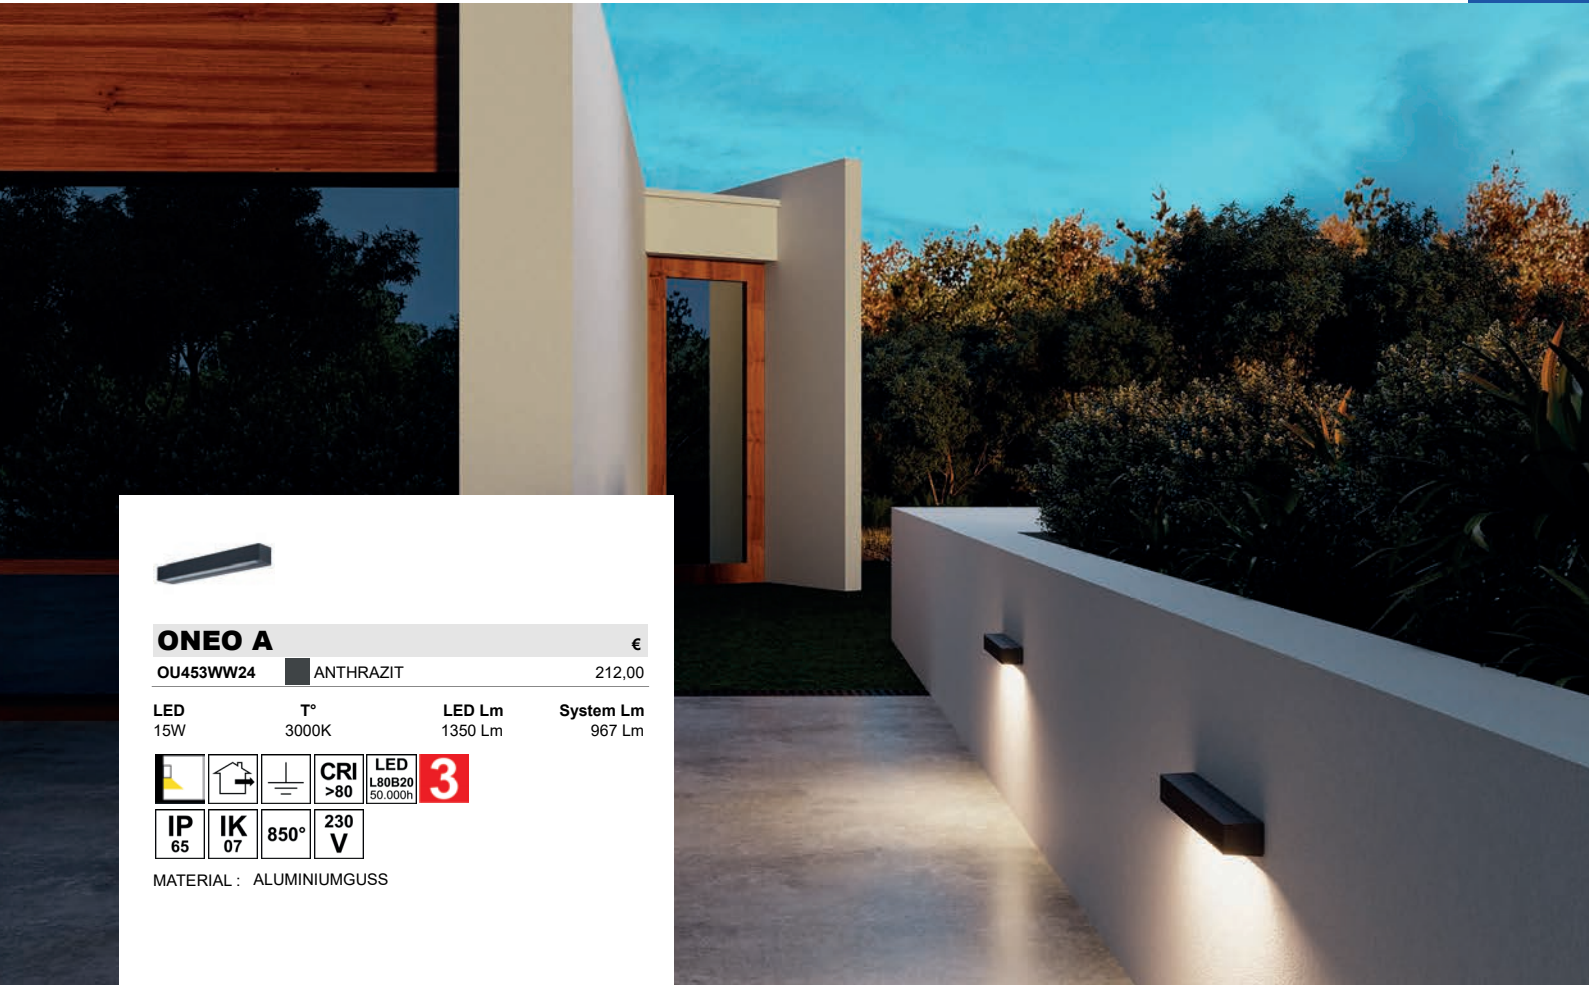 ONEO A €
OU453WW24 ANTHRAZIT 212,00
LED T° LED Lm System Lm
15W 3000K 1350 Lm 967 Lm
CRI >80
LED L80B20 50.000h
3
IP 65
IK 07
850°
230 V
MATERIAL : ALUMINIUMGUSS